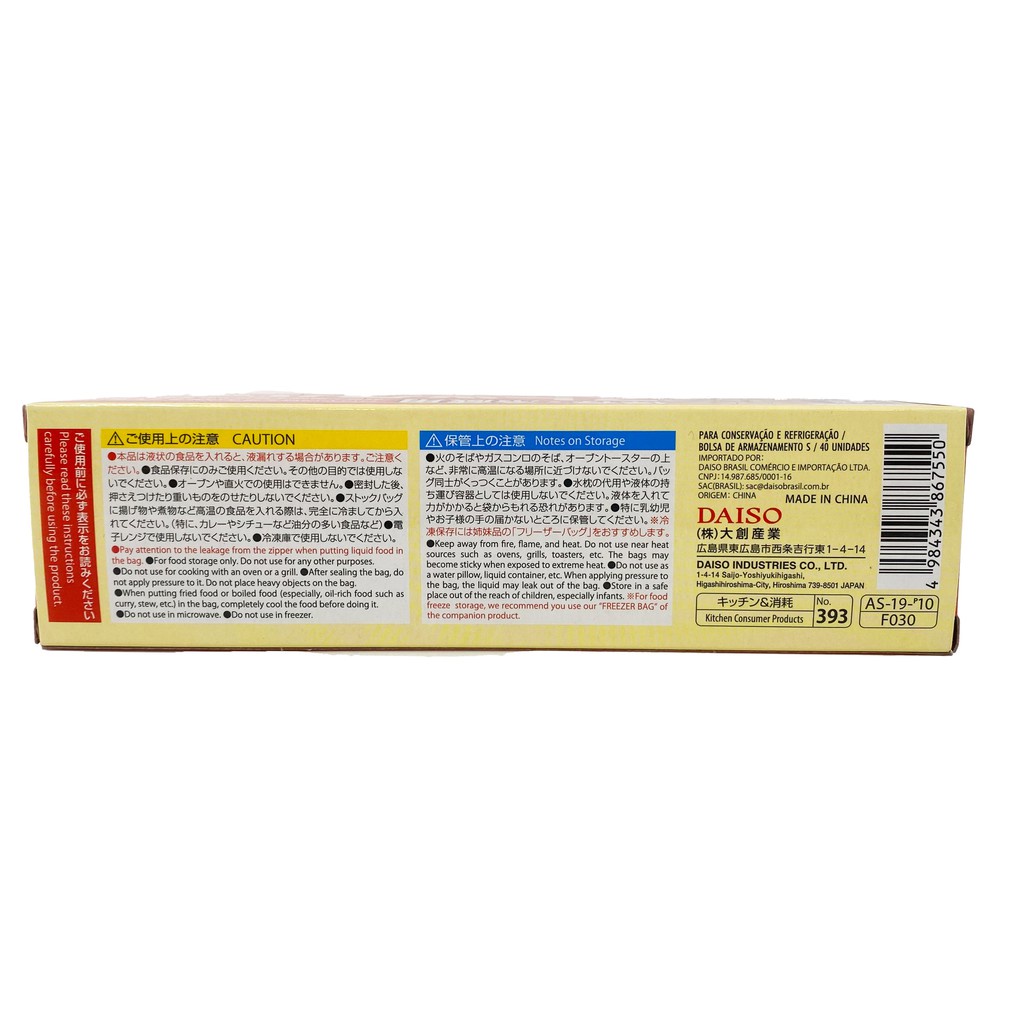 ご使用前に必ず表示をお読みください
Please read these instructions
carefully before using the product.
ご使用上の注意 CAUTION
●本品は液状の食品を入れると、液漏れする場合があります。ご注意く
ださい。●食品保存にのみご使用ください。その他の目的では使用しな
いでください。●オーブンや直火での使用はできません。●密封した後、
押さえつけたり重いものをのせたりしないでください。●ストックバッグ
に揚げ物や煮物など高温の食品を入れる際は、完全に冷ましてから入
れてください。（特に、カレーやシチューなど油分の多い食品など）●電
子レンジで使用しないでください。●冷凍庫で使用しないでください。
●Pay attention to the leakage from the zipper when putting liquid food in
the bag. ●For food storage only. Do not use for any other purposes.
●Do not use for cooking with an oven or a grill. ●After sealing the bag, do
not apply pressure to it. Do not place heavy objects on the bag.
●When putting fried food or boiled food (especially, oil-rich food such as
curry, stew, etc.) in the bag, completely cool the food before doing it.
●Do not use in microwave. ●Do not use in freezer.
保管上の注意 Notes on Storage
●火のそばやガスコンロのそば、オーブントースターの上
など、非常に高温になる場所に近づけないでください。バッ
グ同士がくっつくことがあります。●水枕の代用や液体の持
ち運び容器としては使用しないでください。液体を入れて
力がかかると袋からもれる恐れがあります。●特に乳幼児
やお子様の手の届かないところに保管してください。※冷
凍保存には姉妹品の「フリーザーバッグ」をおすすめします。
●Keep away from fire, flame, and heat. Do not use near heat
sources such as ovens, grills, toasters, etc. The bags may
become sticky when exposed to extreme heat. ●Do not use as
a water pillow, liquid container, etc. When applying pressure to
the bag, the liquid may leak out of the bag. ●Store in a safe
place out of the reach of children, especially infants. ※For food
freeze storage, we recommend you use our "FREEZER BAG" of
the companion product.
PARA CONSERVAÇÃO E REFRIGERAÇÃO /
BOLSA DE ARMAZENAMENTO S / 40 UNIDADES
IMPORTADO POR:
DAISO BRASIL COMÉRCIO E IMPORTAÇÃO LTDA.
CNPJ: 14.987.685/0001-16
SAC(BRASIL): sac@daisobrasil.com.br
ORIGEM: CHINA MADE IN CHINA
DAISO
(株)大創産業
広島県東広島市西条吉行東1-4-14
DAISO INDUSTRIES CO., LTD.
1-4-14 Saijo-Yoshiyukihigashi,
Higashihiroshima-City, Hiroshima 739-8501 JAPAN
キッチン&消耗
Kitchen Consumer Products
No.
393
AS-19-P10
F030
4 984343 867550